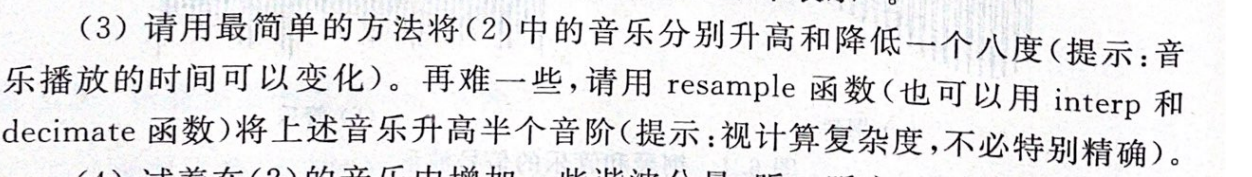 (3) 请用最简单的方法将(2)中的音乐分别升高和降低一个八度(提示:音
乐播放的时间可以变化)。再难一些,请用 resample 函数(也可以用 interp 和
decimate 函数)将上述音乐升高半个音阶(提示:视计算复杂度,不必特别精确)。